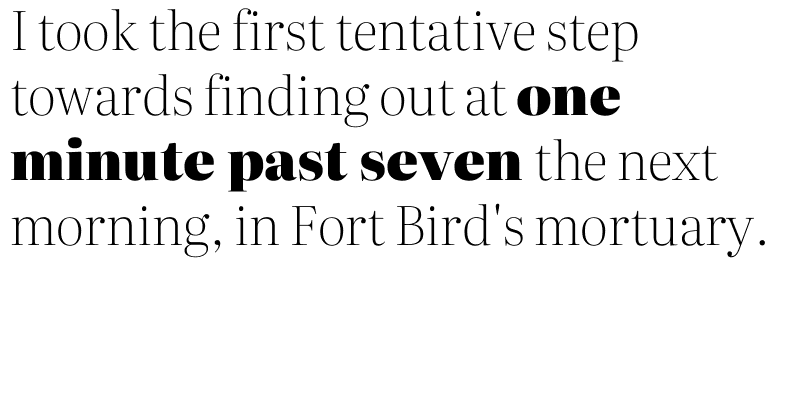 I took the first tentative step
towards finding out at one
minute past seven the next
morning, in Fort Bird's mortuary.